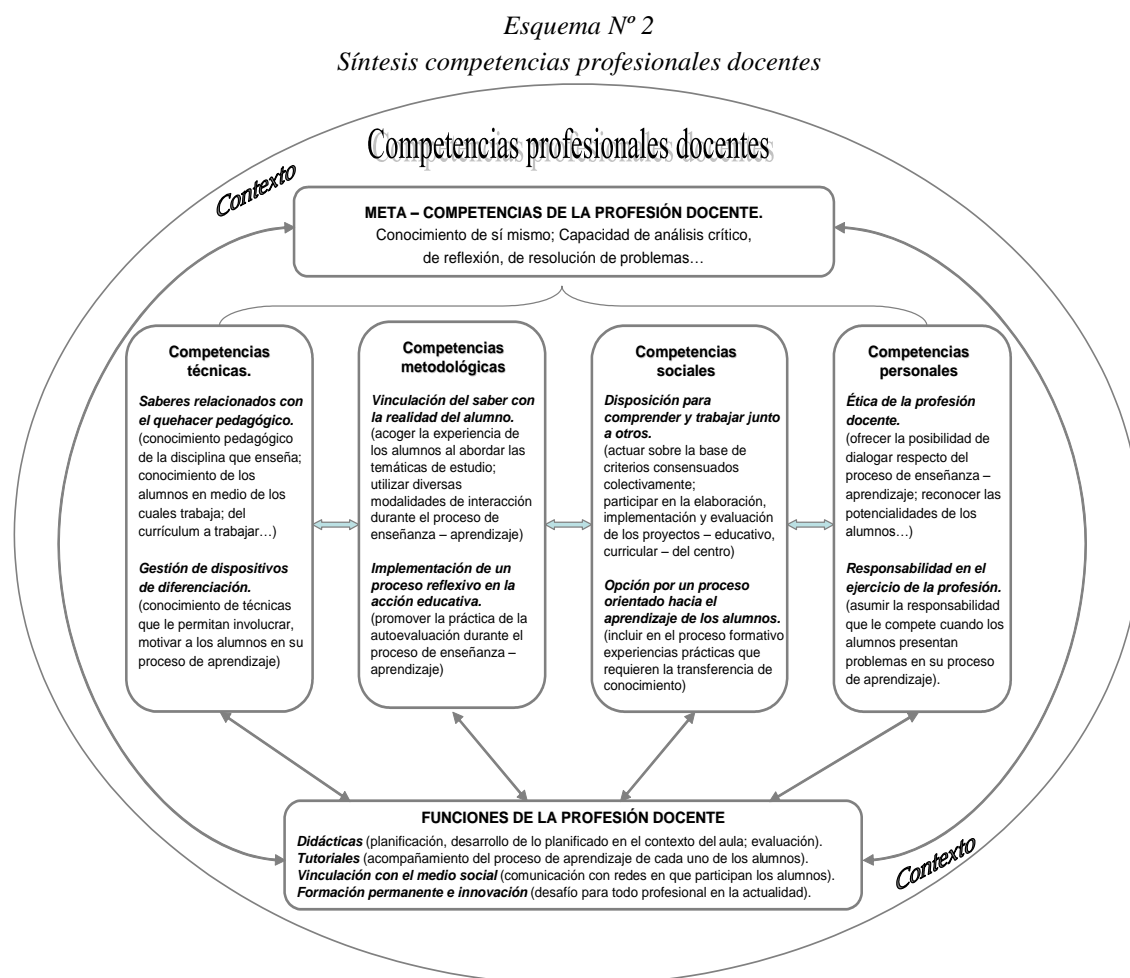 Esquema Nº 2
Síntesis competencias profesionales docentes
Competencias profesionales docentes
Contexto
META – COMPETENCIAS DE LA PROFESIÓN DOCENTE.
Conocimiento de sí mismo; Capacidad de análisis crítico,
de reflexión, de resolución de problemas…
Competencias
técnicas.
Saberes relacionados con
el quehacer pedagógico.
(conocimiento pedagógico
de la disciplina que enseña;
conocimiento de los
alumnos en medio de los
cuales trabaja; del
currículum a trabajar…)
Gestión de dispositivos
de diferenciación.
(conocimiento de técnicas
que le permitan involucrar,
motivar a los alumnos en su
proceso de aprendizaje)
Competencias
metodológicas
Vinculación del saber con
la realidad del alumno.
(acoger la experiencia de
los alumnos al abordar las
temáticas de estudio;
utilizar diversas
modalidades de interacción
durante el proceso de
enseñanza – aprendizaje)
Implementación de un
proceso reflexivo en la
acción educativa.
(promover la práctica de la
autoevaluación durante el
proceso de enseñanza –
aprendizaje)
Competencias
sociales
Disposición para
comprender y trabajar junto
a otros.
(actuar sobre la base de
criterios consensuados
colectivamente;
participar en la elaboración,
implementación y evaluación
de los proyectos – educativo,
curricular – del centro)
Opción por un proceso
orientado hacia el
aprendizaje de los alumnos.
(incluir en el proceso formativo
experiencias prácticas que
requieren la transferencia de
conocimiento)
Competencias
personales
Ética de la profesión
docente.
(ofrecer la posibilidad de
dialogar respecto del
proceso de enseñanza –
aprendizaje; reconocer las
potencialidades de los
alumnos…)
Responsabilidad en el
ejercicio de la profesión.
(asumir la responsabilidad
que le compete cuando los
alumnos presentan
problemas en su proceso
de aprendizaje).
FUNCIONES DE LA PROFESIÓN DOCENTE
Didácticas (planificación, desarrollo de lo planificado en el contexto del aula; evaluación).
Tutoriales (acompañamiento del proceso de aprendizaje de cada uno de los alumnos).
Vinculación con el medio social (comunicación con redes en que participan los alumnos).
Formación permanente e innovación (desafío para todo profesional en la actualidad).
Contexto